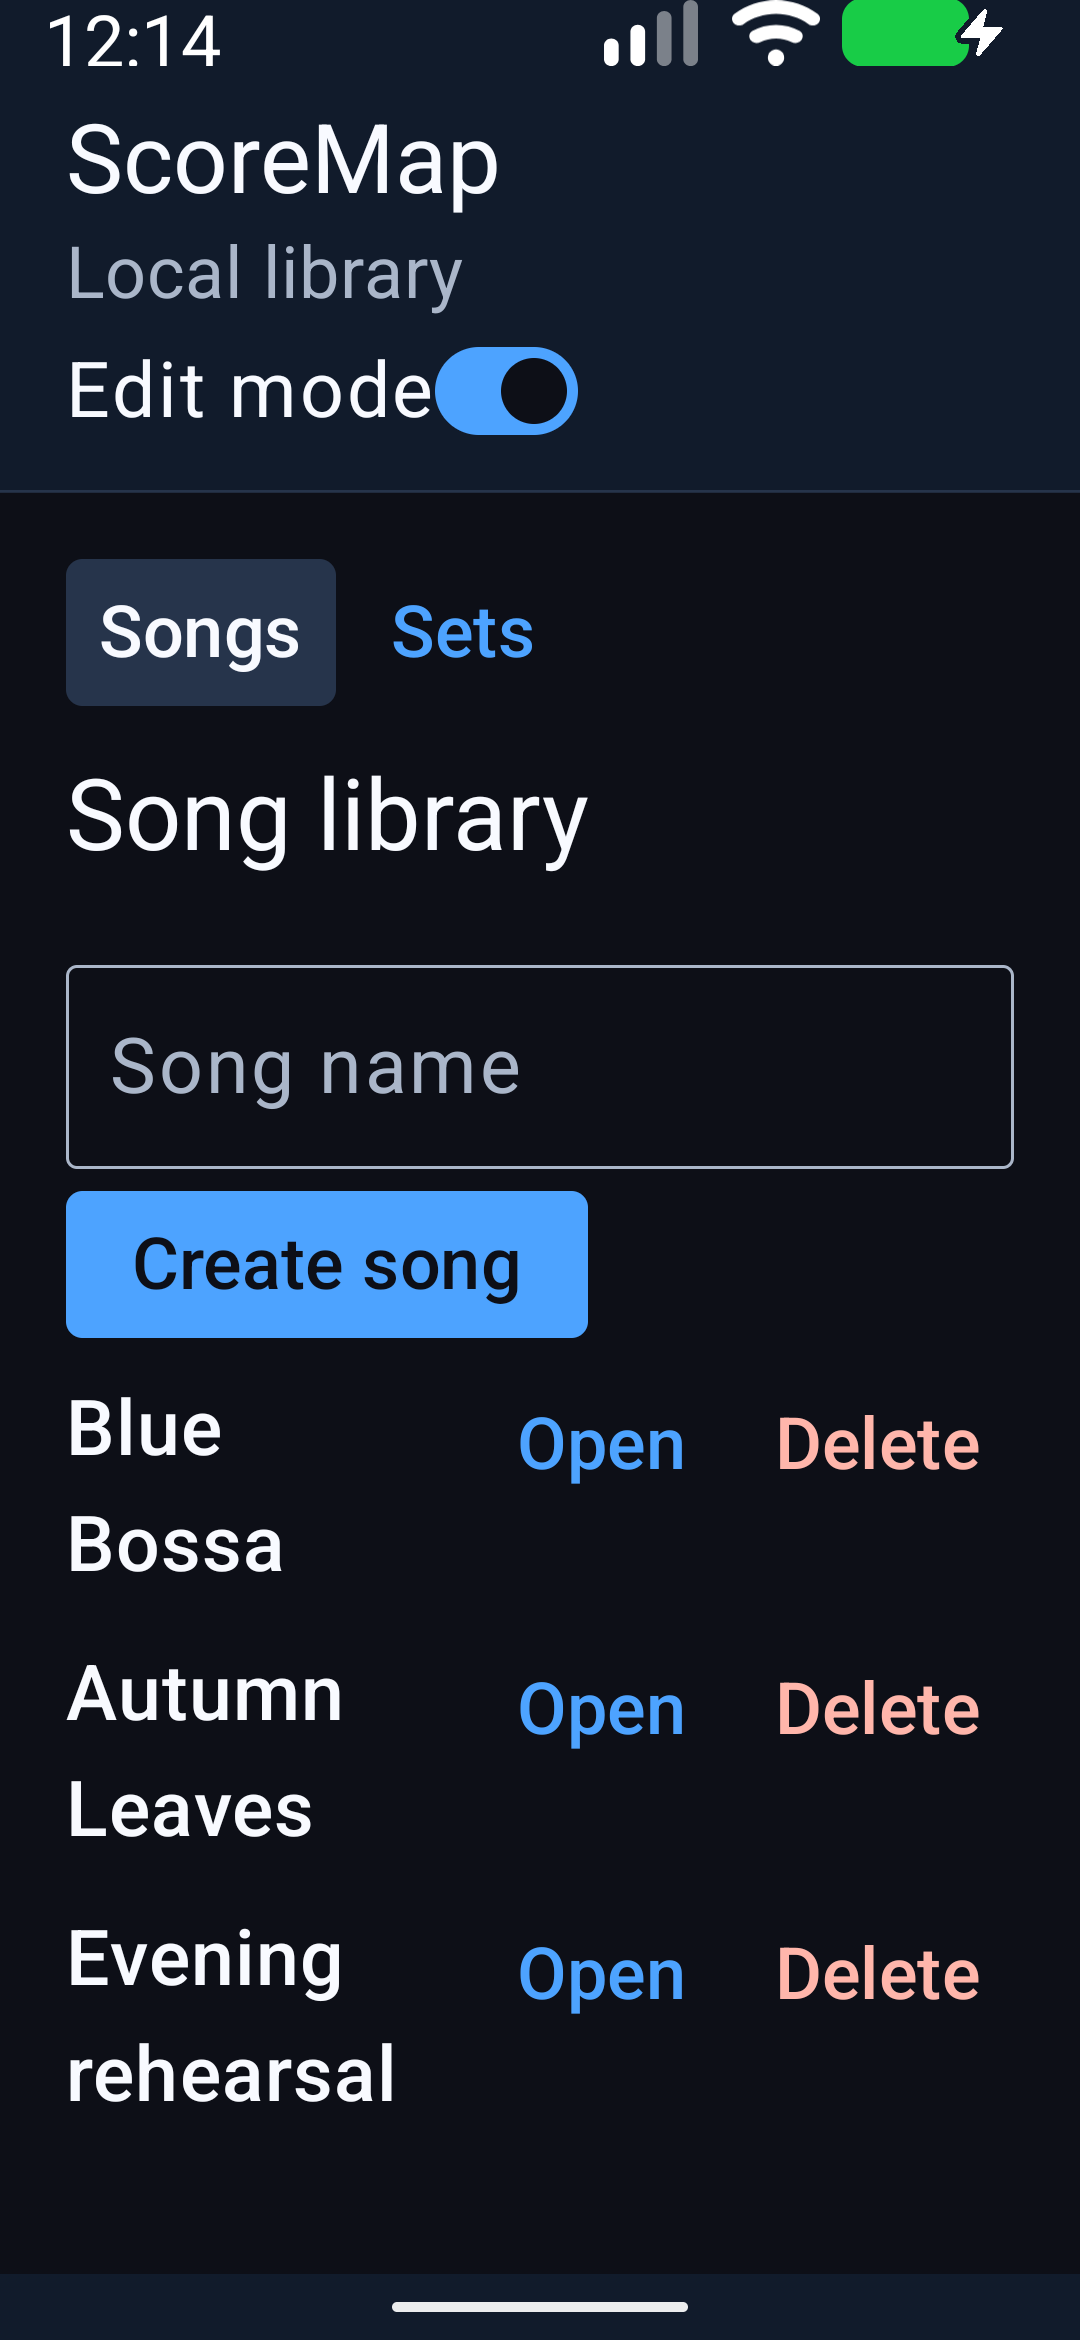 12:14
ScoreMap
Local library
Edit mode
Songs Sets
Song library
Song name
Create song
Blue Bossa Open Delete
Autumn Leaves Open Delete
Evening rehearsal Open Delete